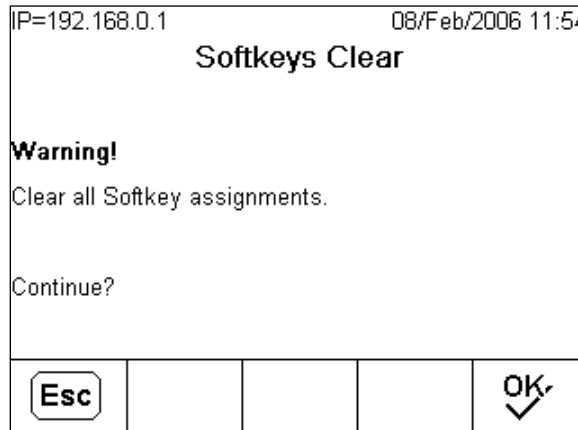 IP=192.168.0.1 08/Feb/2006 11:54
Softkeys Clear
Warning!
Clear all Softkey assignments.
Continue?
Esc OK